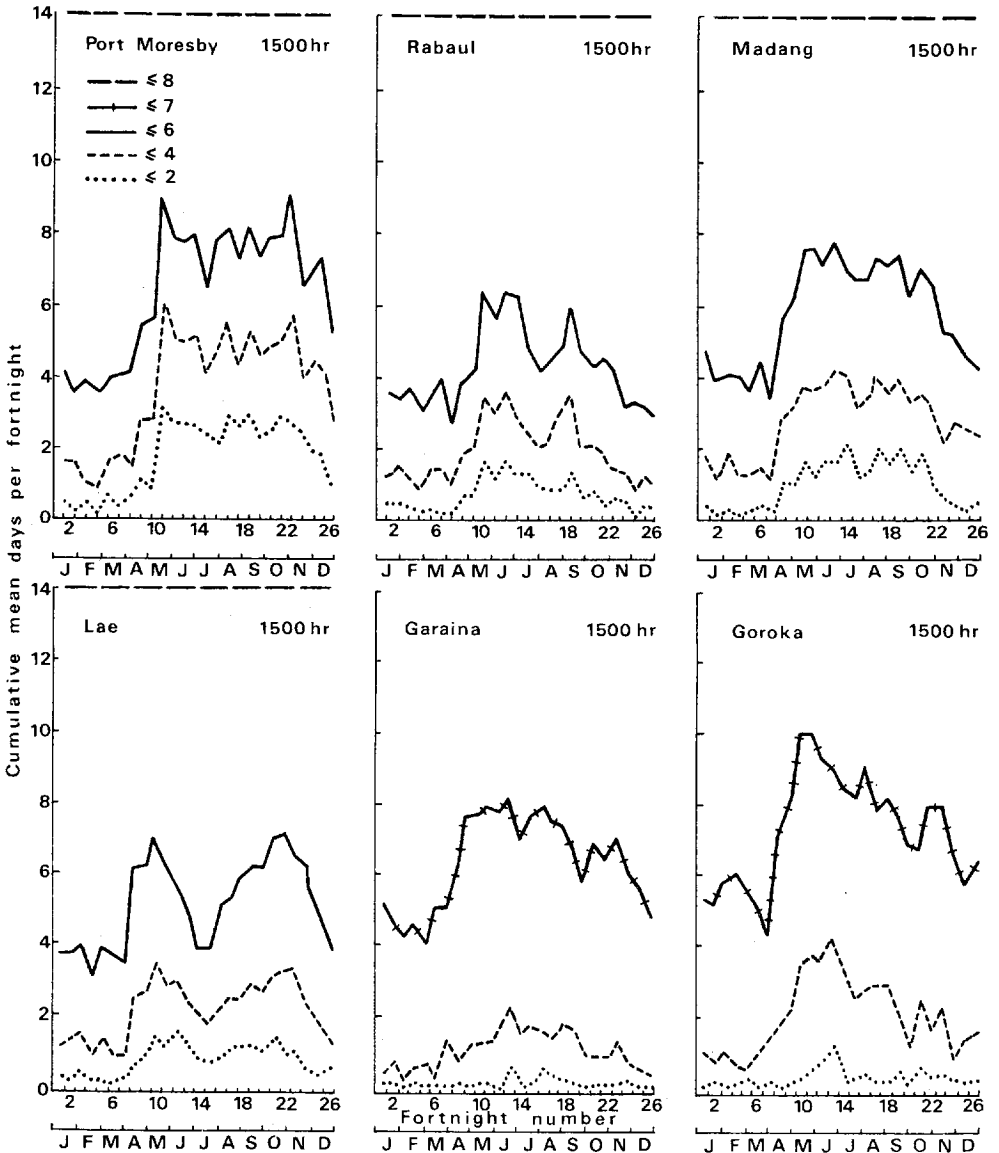 14
12
10
8
6
4
2
0
Port Moresby 1500hr
≤ 8
≤ 7
≤ 6
≤ 4
≤ 2
2 6 10 14 18 22 26
J F M A M J J A S O N D
Rabaul 1500hr
2 6 10 14 18 22 26
J F M A M J J A S O N D
Madang 1500hr
2 6 10 14 18 22 26
J F M A M J J A S O N D
Cumulative mean days per fortnight
14
12
10
8
6
4
2
0
Lae 1500hr
2 6 10 14 18 22 26
J F M A M J J A S O N D
Garaina 1500hr
2 6 10 14 18 22 26
Fortnight number
J F M A M J J A S O N D
Goroka 1500hr
2 6 10 14 18 22 26
J F M A M J J A S O N D